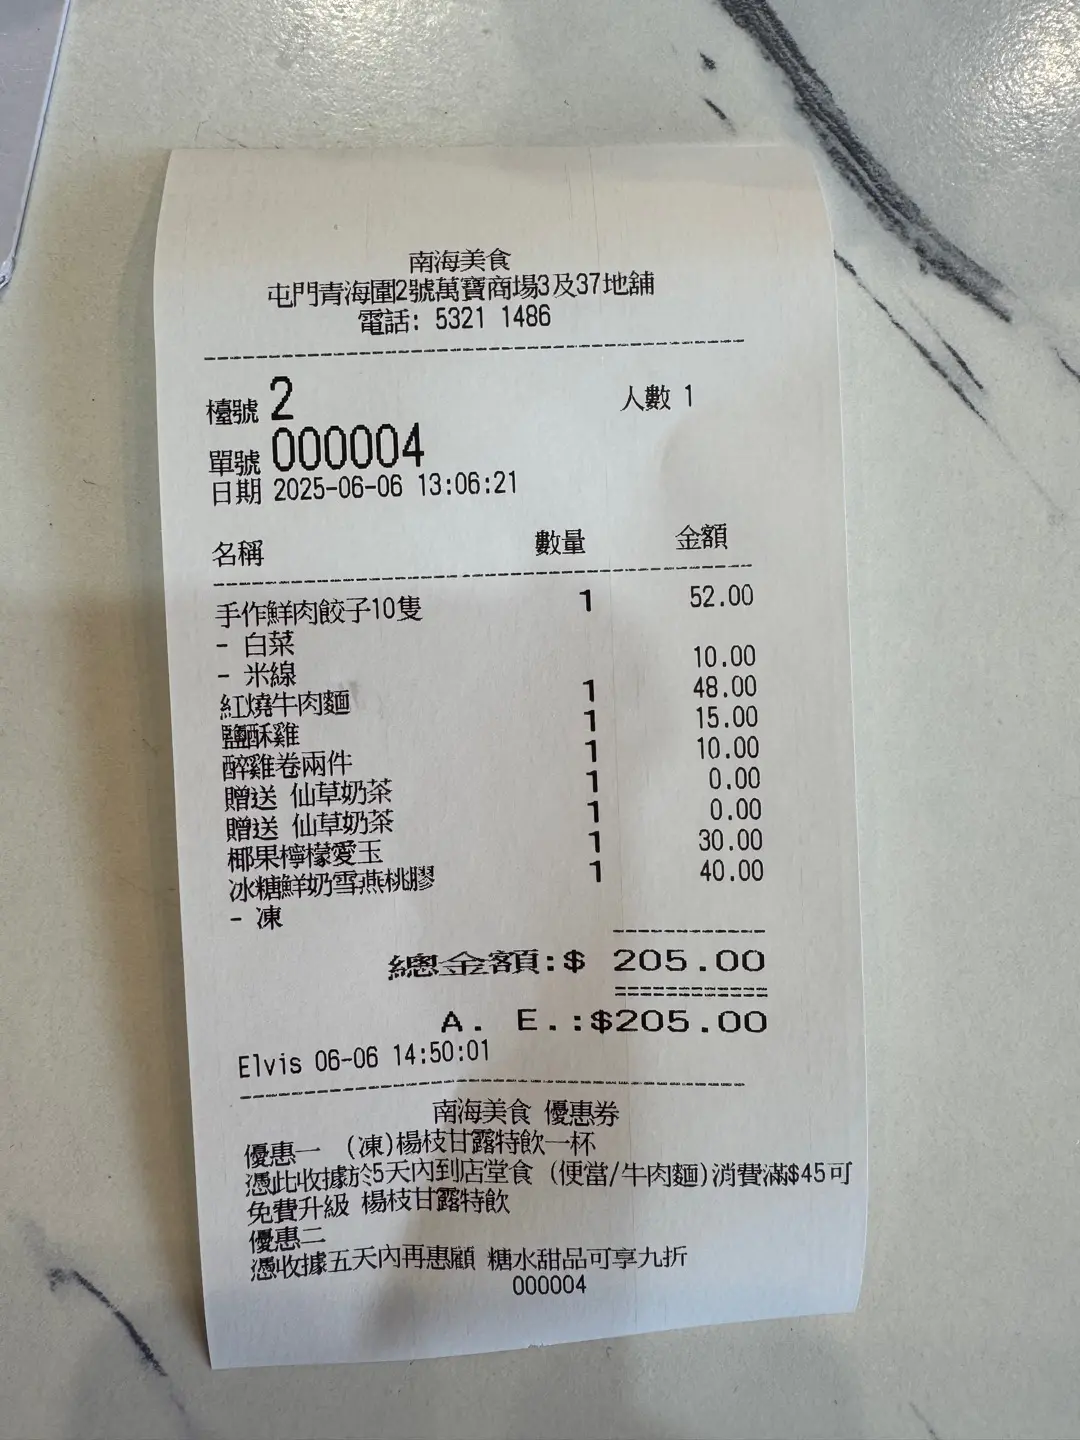 南海美食
屯門青海圍2號萬寶商場3及37地舖
電話: 5321 1486
檯號 2 人數 1
單號 000004
日期 2025-06-06 13:06:21
名稱 數量 金額
手作鮮肉餃子10隻 1 52.00
- 白菜
- 米線 10.00
紅燒牛肉麵 1 48.00
鹽酥雞 1 15.00
醉雞卷兩件 1 10.00
贈送 仙草奶茶 1 0.00
贈送 仙草奶茶 1 0.00
椰果檸檬愛玉 1 30.00
冰糖鮮奶雪燕桃膠 1 40.00
- 凍
總金額:$ 205.00
A. E.:$205.00
Elvis 06-06 14:50:01
南海美食 優惠券
優惠一 (凍)楊枝甘露特飲一杯
憑此收據於5天內到店堂食 (便當/牛肉麵)消費滿$45可
免費升級 楊枝甘露特飲
優惠二
憑收據五天內再惠顧 糖水甜品可享九折
000004